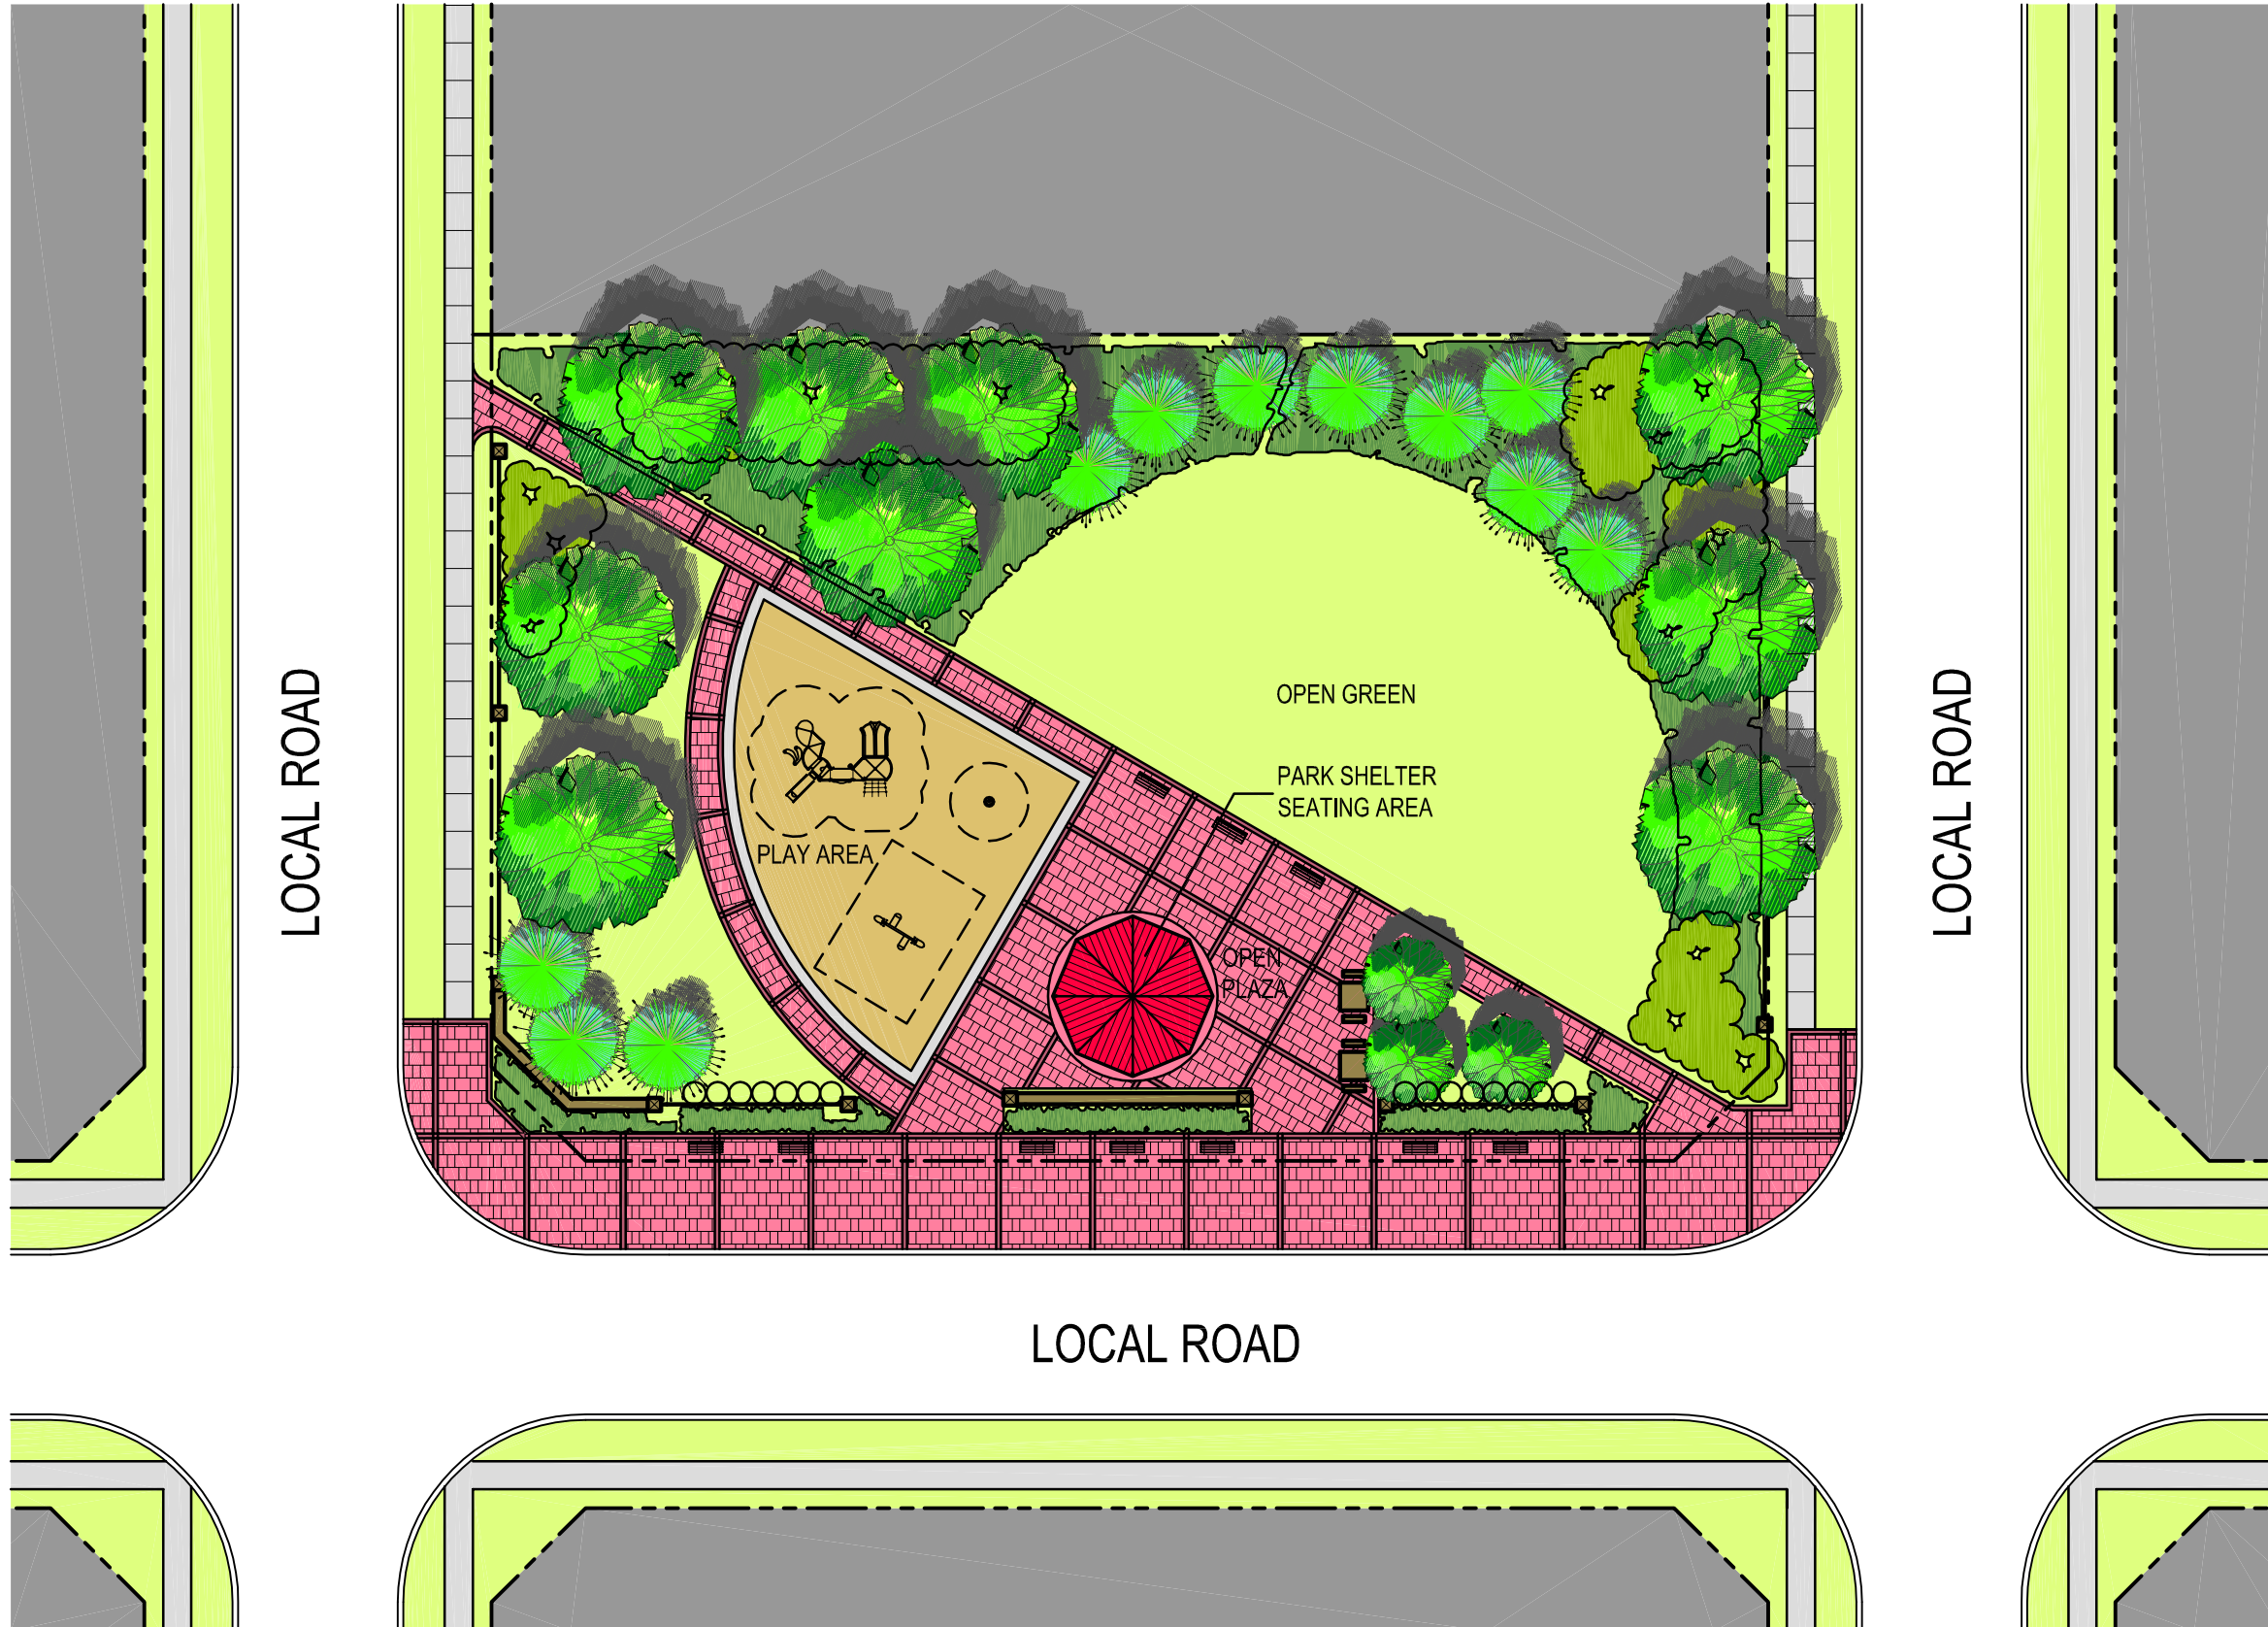 OPEN GREEN
PARK SHELTER
SEATING AREA
PLAY AREA
OPEN
PLAZA
LOCAL ROAD
LOCAL ROAD
LOCAL ROAD